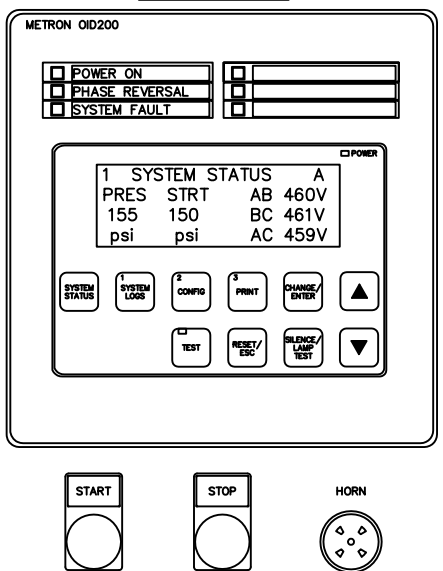 METRON OID200
POWER ON
PHASE REVERSAL
SYSTEM FAULT
POWER
1 SYSTEM STATUS A
PRES STRT AB 460V
155 150 BC 461V
psi psi AC 459V
SYSTEM STATUS
1 SYSTEM LOGS
2 CONFIG
3 PRINT
CHANGE/ENTER
TEST
RESET/ESC
SILENCE/LAMP TEST
START
STOP
HORN